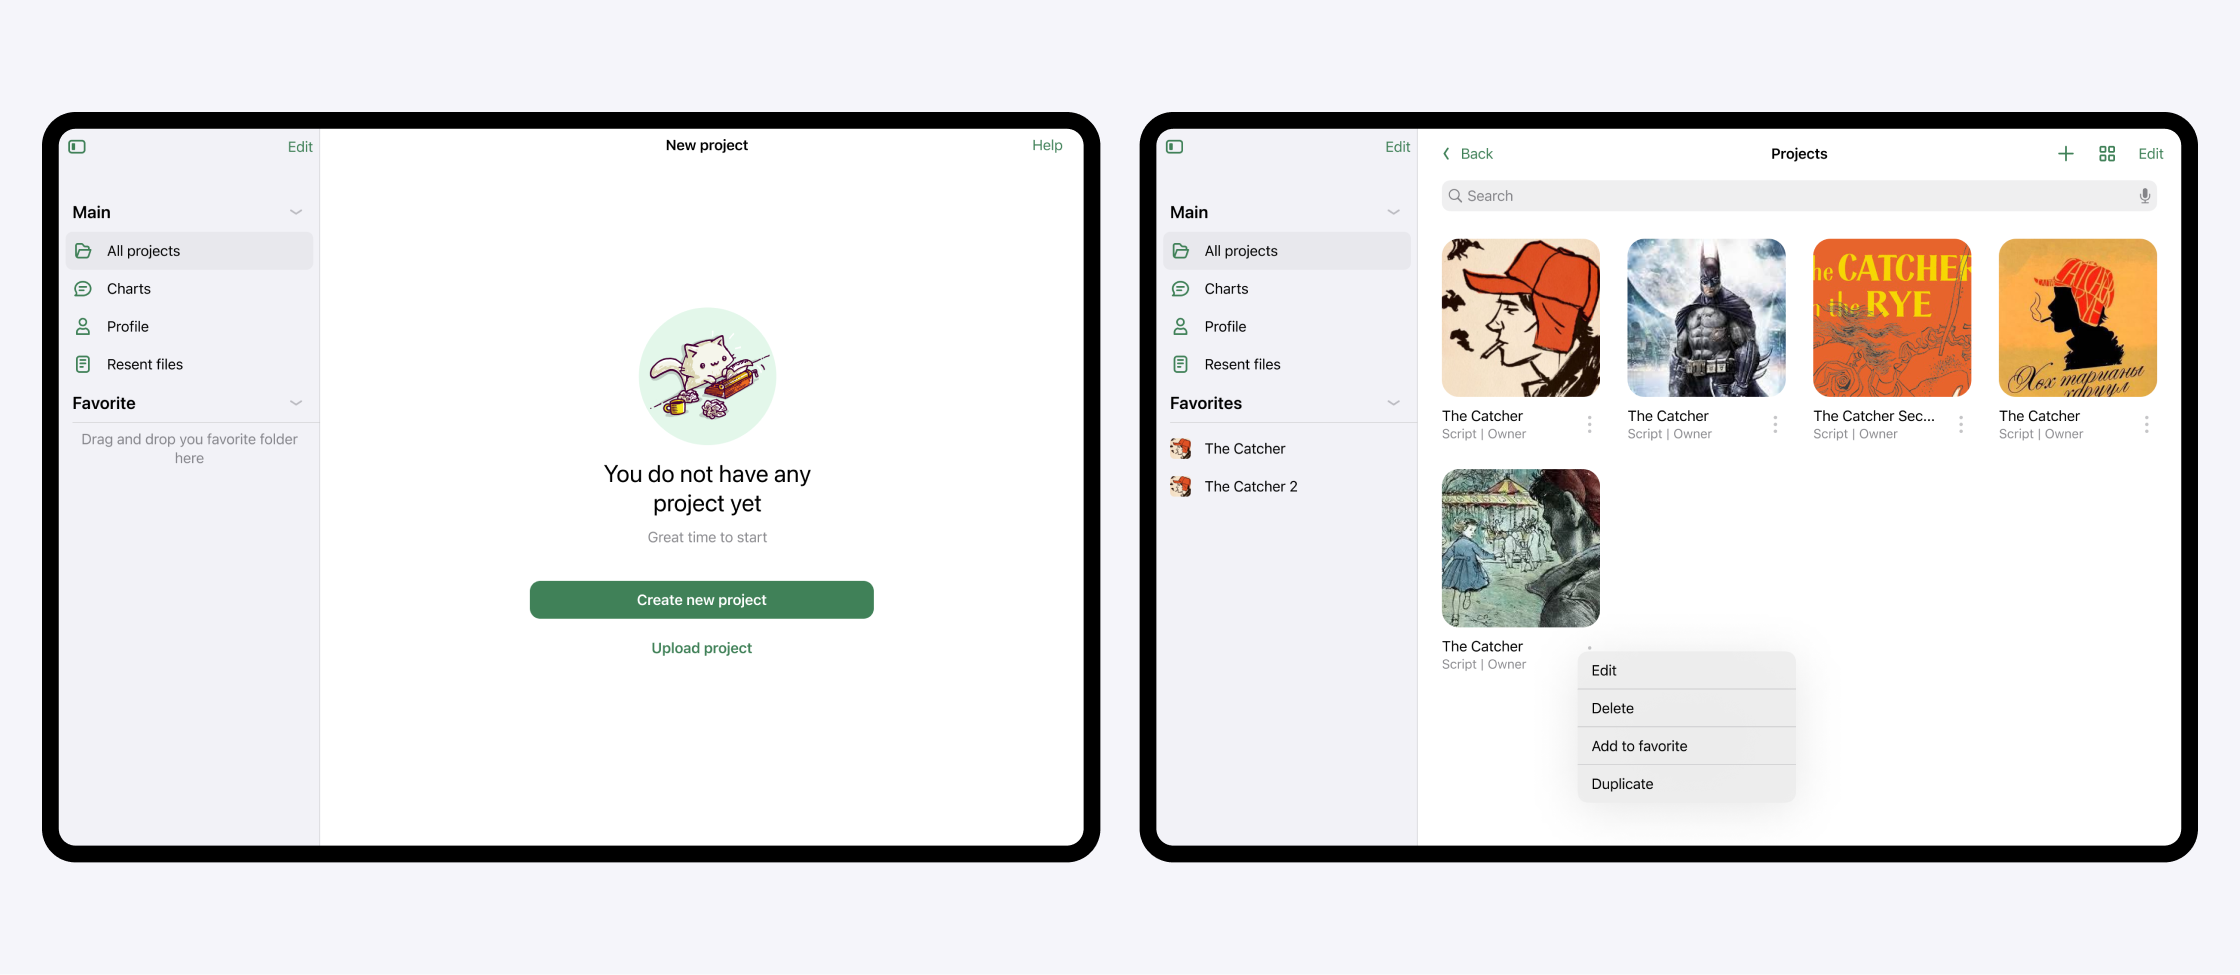 Edit
New project
Help
Main
All projects
Charts
Profile
Resent files
Favorite
Drag and drop you favorite folder
here
You do not have any
project yet
Great time to start
Create new project
Upload project
Edit
Back
Projects
Edit
Search
Main
All projects
Charts
Profile
Resent files
Favorites
The Catcher
The Catcher 2
he CATCHER
n the RYE
CATCHER
Хөх тарианы
харуул
The Catcher
Script | Owner
The Catcher
Script | Owner
The Catcher Sec...
Script | Owner
The Catcher
Script | Owner
The Catcher
Script | Owner
Edit
Delete
Add to favorite
Duplicate